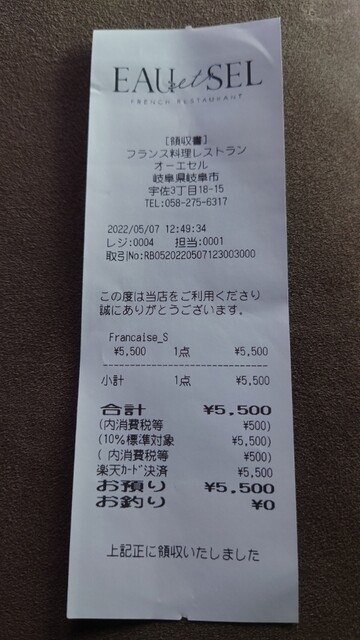 EAU et SEL
FRENCH RESTAURANT
[領収書]
フランス料理レストラン
オーエセル
岐阜県岐阜市
宇佐3丁目18-15
TEL:058-275-6317
2022/05/07 12:49:34
レジ:0004 担当:0001
取引No:RB0520220507123003000
この度は当店をご利用くださり
誠にありがとうございます。
Francaise_S
¥5,500 1点 ¥5,500
小計 1点 ¥5,500
合計 ¥5,500
(内消費税等 ¥500)
(10%標準対象 ¥5,500)
( 内消費税等 ¥500)
楽天ｶｰﾄﾞ決済 ¥5,500
お預り ¥5,500
お釣り ¥0
上記正に領収いたしました